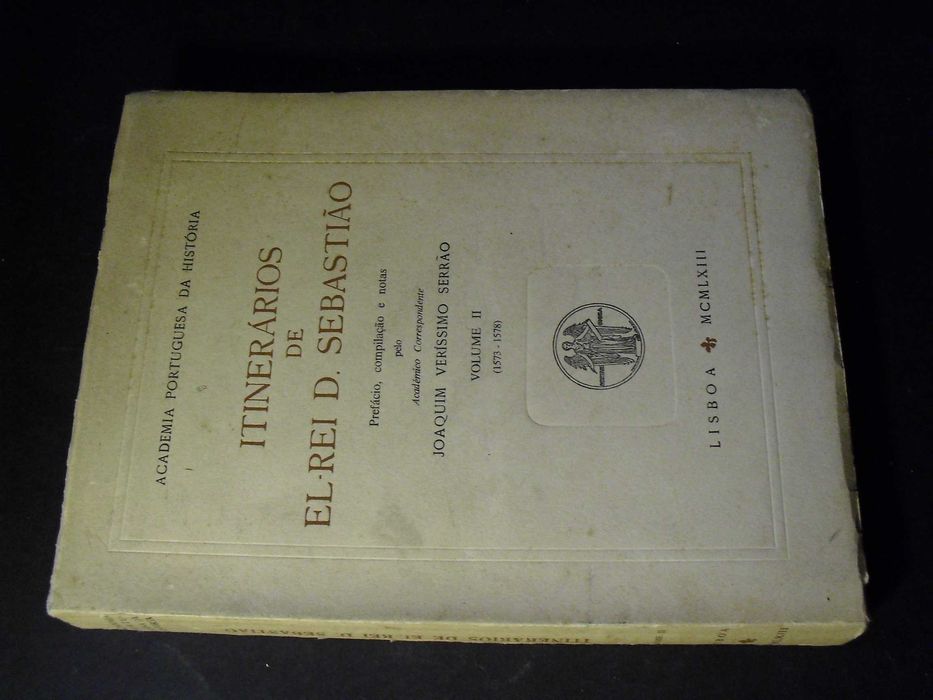 ACADEMIA PORTUGUESA DA HISTÓRIA
ITINERÁRIOS
DE
EL-REI D. SEBASTIÃO
Prefácio, compilação e notas
pelo
Académico Correspondente
JOAQUIM VERÍSSIMO SERRÃO
VOLUME II
(1573-1578)
LISBOA MCMLXIII
ITINERÁRIOS DE EL-REI D. SEBASTIÃO